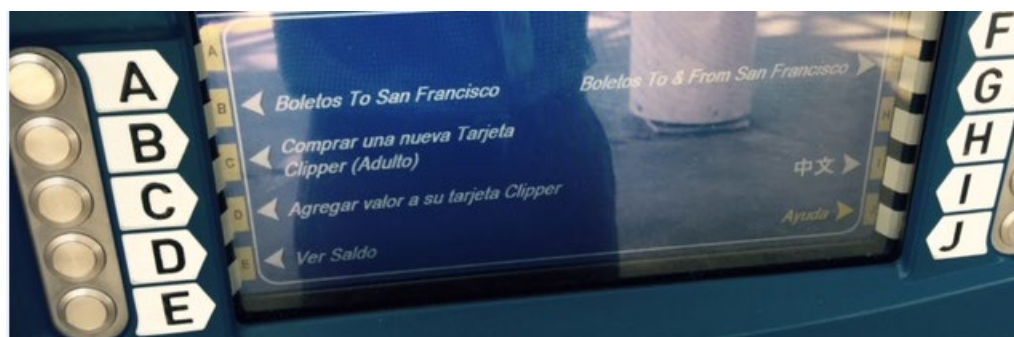 A
B
C
D
E
A
B
C
D
E
Boletos To San Francisco
Comprar una nueva Tarjeta
Clipper (Adulto)
Agregar valor a su tarjeta Clipper
Ver Saldo
Boletos To & From San Francisco
中文
Ayuda
H
I
F
G
H
I
J